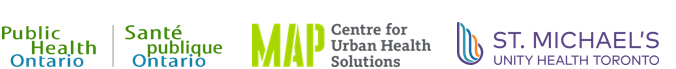 Public
Health
Ontario
Santé
publique
Ontario
MAP
Centre for
Urban Health
Solutions
ST. MICHAEL'S
UNITY HEALTH TORONTO